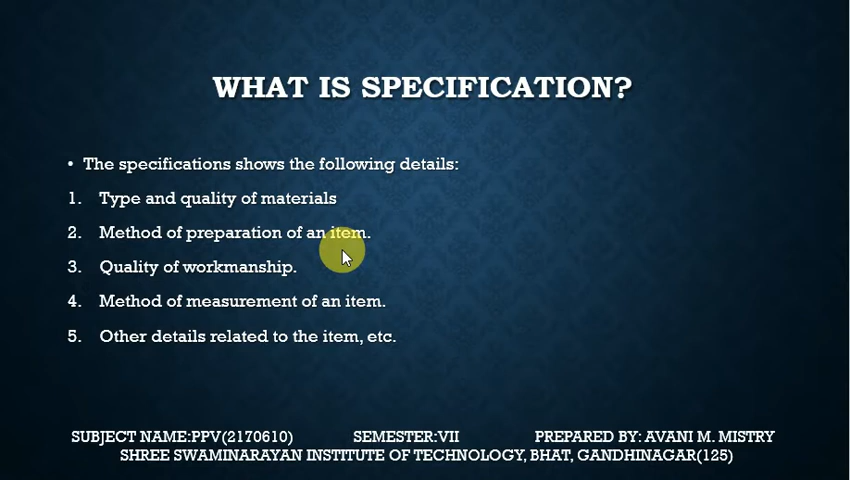 WHAT IS SPECIFICATION?
• The specifications shows the following details:
1. Type and quality of materials
2. Method of preparation of an item.
3. Quality of workmanship.
4. Method of measurement of an item.
5. Other details related to the item, etc.
SUBJECT NAME:PPV(2170610) SEMESTER:VII PREPARED BY: AVANI M. MISTRY
SHREE SWAMINARAYAN INSTITUTE OF TECHNOLOGY, BHAT, GANDHINAGAR(125)